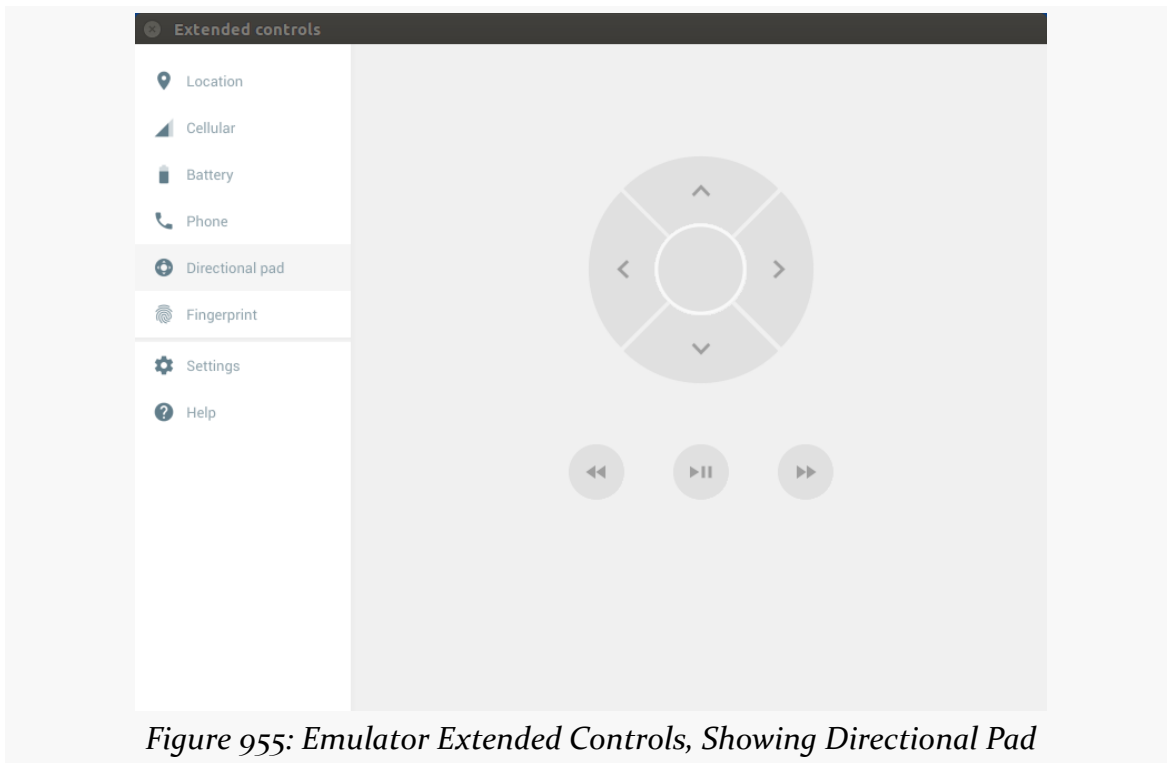 Extended controls
Location
Cellular
Battery
Phone
Directional pad
Fingerprint
Settings
Help
Figure 955: Emulator Extended Controls, Showing Directional Pad